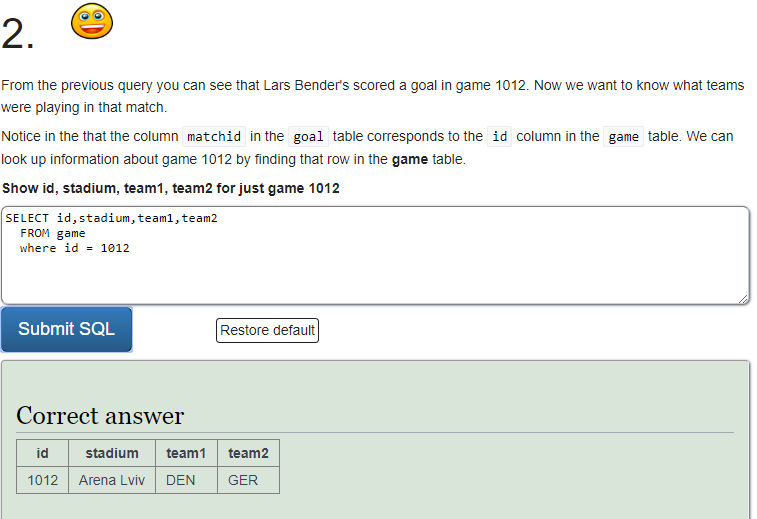 2.
From the previous query you can see that Lars Bender's scored a goal in game 1012. Now we want to know what teams
were playing in that match.
Notice in the that the column matchid in the goal table corresponds to the id column in the game table. We can
look up information about game 1012 by finding that row in the game table.
Show id, stadium, team1, team2 for just game 1012
SELECT id,stadium,team1,team2
FROM game
where id = 1012
Submit SQL Restore default
Correct answer
id stadium team1 team2
1012 Arena Lviv DEN GER